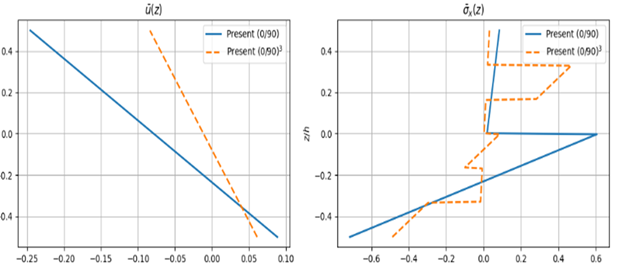 ū(z)
Present (0/90)
Present (0/90)³
0.4
0.2
0.0
−0.2
−0.4
−0.25 −0.20 −0.15 −0.10 −0.05 0.00 0.05 0.10
σ̄ₓ(z)
Present (0/90)
Present (0/90)³
z/h
0.4
0.2
0.0
−0.2
−0.4
−0.6 −0.4 −0.2 0.0 0.2 0.4 0.6